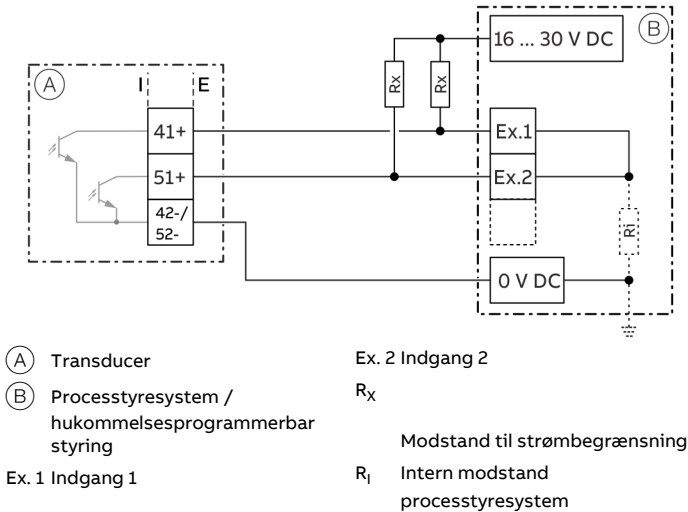 16 ... 30 V DC
B
A
I E
Rx
Rx
41+
Ex.1
51+
Ex.2
42-/
52-
Ri
0 V DC
A Transducer
B Processtyresystem /
hukommelsesprogrammerbar
styring
Ex. 1 Indgang 1
Ex. 2 Indgang 2
RX
Modstand til strømbegrænsning
RI Intern modstand
processtyresystem